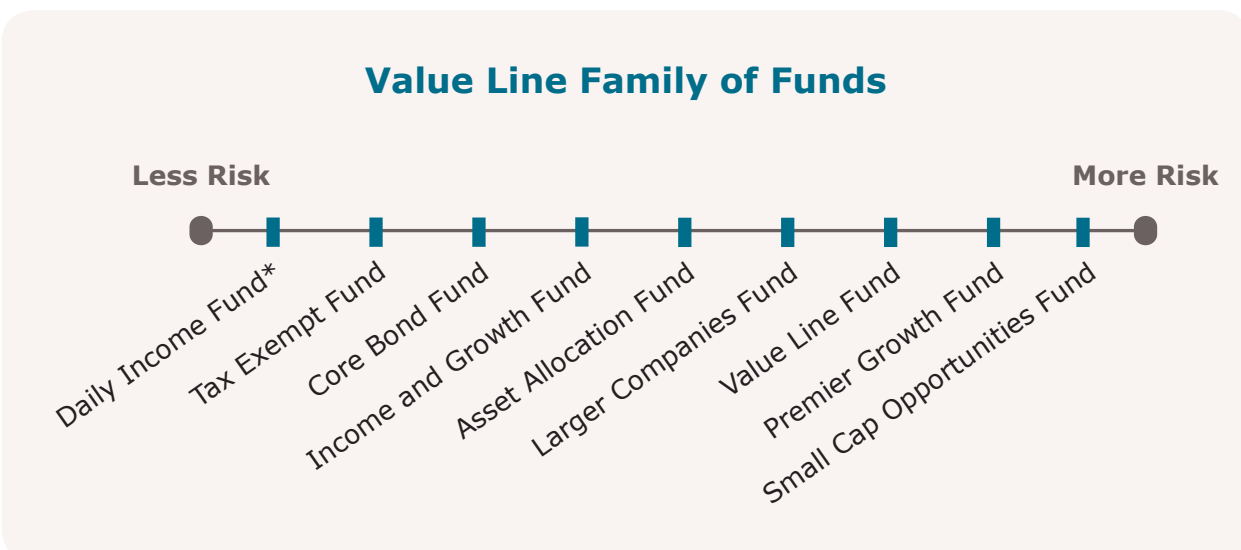 Value Line Family of Funds
Less Risk
More Risk
Daily Income Fund*
Tax Exempt Fund
Core Bond Fund
Income and Growth Fund
Asset Allocation Fund
Larger Companies Fund
Value Line Fund
Premier Growth Fund
Small Cap Opportunities Fund